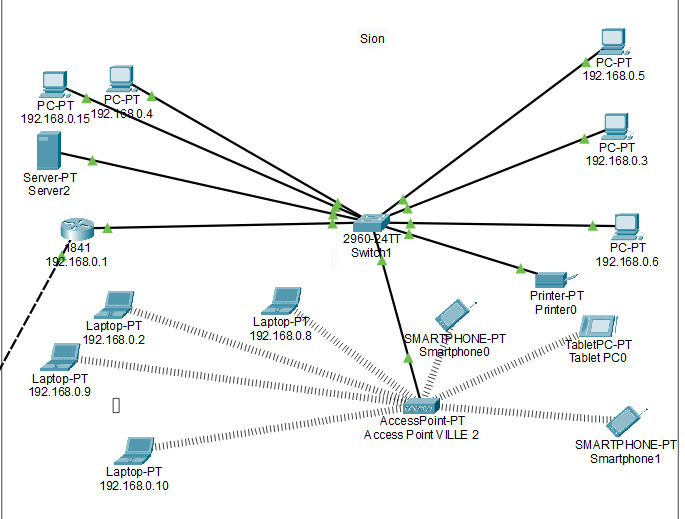 Sion
PC-PT
192.168.0.5
PC-PT
192.168.0.15
PC-PT
192.168.0.4
PC-PT
192.168.0.3
Server-PT
Server2
1841
192.168.0.1
2960-24TT
Switch1
PC-PT
192.168.0.6
Printer-PT
Printer0
Laptop-PT
192.168.0.2
Laptop-PT
192.168.0.8
SMARTPHONE-PT
Smartphone0
TabletPC-PT
Tablet PC0
Laptop-PT
192.168.0.9
AccessPoint-PT
Access Point VILLE 2
SMARTPHONE-PT
Smartphone1
Laptop-PT
192.168.0.10